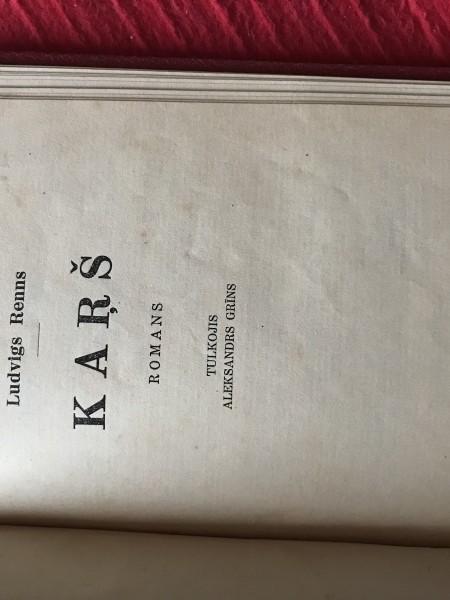 Ludvigs Renns
KAŖŠ
ROMANS
TULKOJIS
ALEKSANDRS GRĪNS